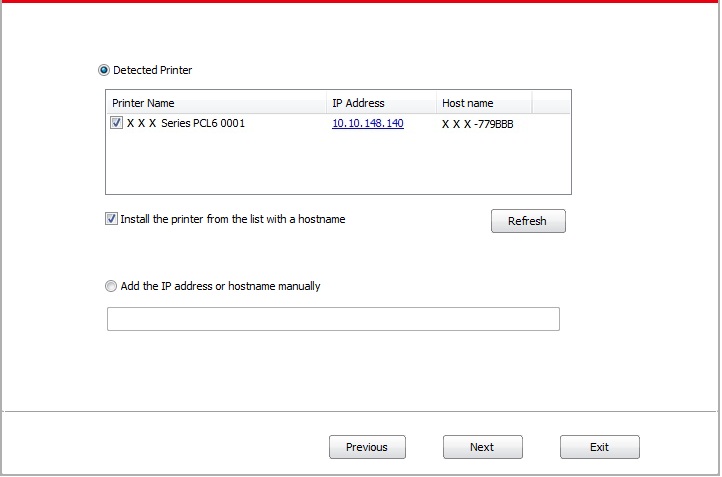 Detected Printer
Printer Name IP Address Host name
X X X Series PCL6 0001 10.10.148.140 X X X -779BBB
Install the printer from the list with a hostname Refresh
Add the IP address or hostname manually
Previous Next Exit